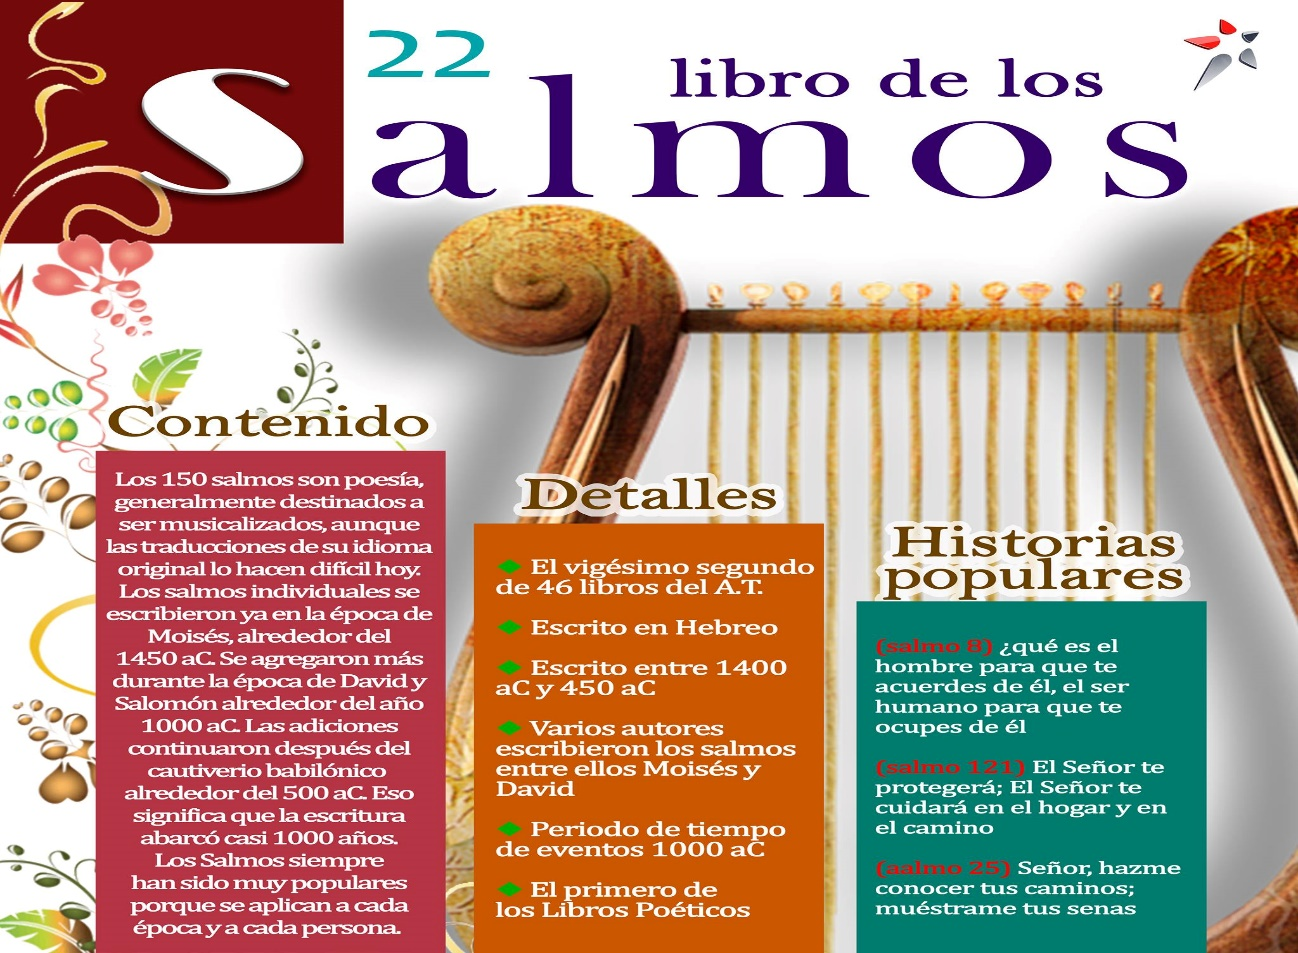 S
22
libro de los
almos
Contenido
Los 150 salmos son poesía,
generalmente destinados a
ser musicalizados, aunque
las traducciones de su idioma
original lo hacen difícil hoy.
Los salmos individuales se
escribieron ya en la época de
Moisés, alrededor del
1450 aC. Se agregaron más
durante la época de David y
Salomón alrededor del año
1000 aC. Las adiciones
continuaron después del
cautiverio babilónico
alrededor del 500 aC. Eso
significa que la escritura
abarcó casi 1000 años.
Los Salmos siempre
han sido muy populares
porque se aplican a cada
época y a cada persona.
Detalles
El vigésimo segundo
de 46 libros del A.T.
Escrito en Hebreo
Escrito entre 1400
aC y 450 aC
Varios autores
escribieron los salmos
entre ellos Moisés y
David
Periodo de tiempo
de eventos 1000 aC
El primero de
los Libros Poéticos
Historias
populares
(salmo 8) ¿qué es el
hombre para que te
acuerdes de él, el ser
humano para que te
ocupes de él
(salmo 121) El Señor te
protegerá; El Señor te
cuidará en el hogar y en
el camino
(aalmo 25) Señor, hazme
conocer tus caminos;
muéstrame tus senas